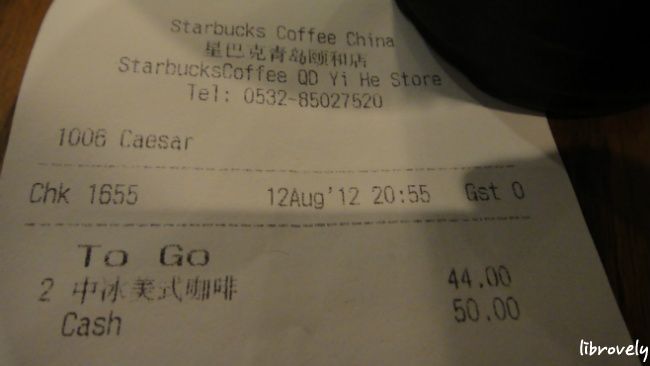 Starbucks Coffee China
星巴克青岛颐和店
StarbucksCoffee QD Yi He Store
Tel: 0532-85027520
1006 Caesar
Chk 1655 12Aug'12 20:55 Gst 0
To Go
2 中冰美式咖啡 44.00
Cash 50.00
librovely